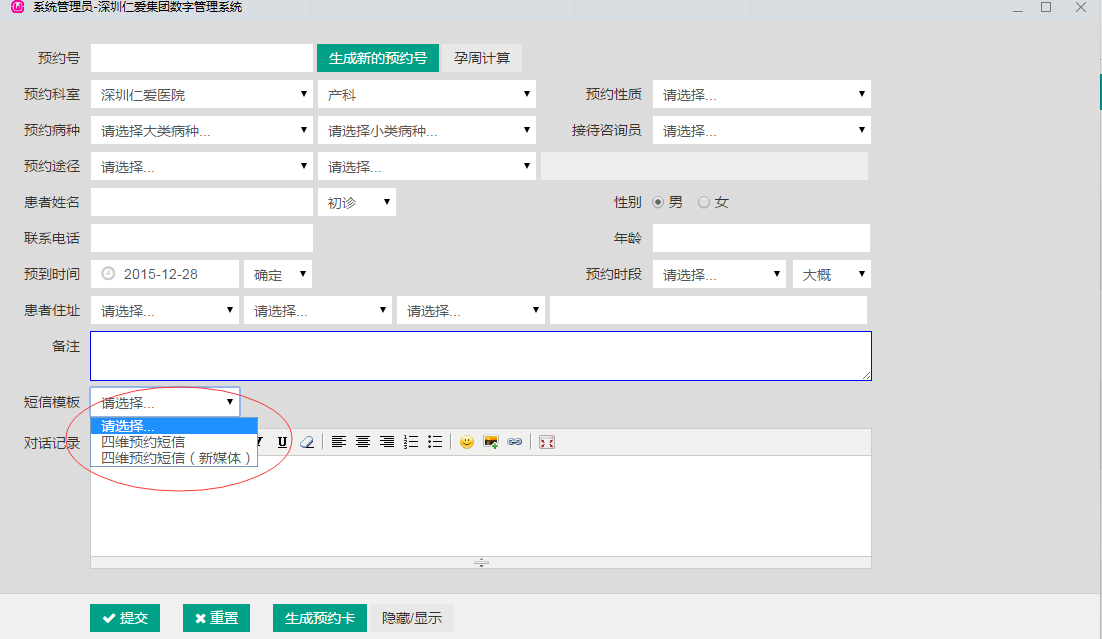 系统管理员-深圳仁爱集团数字管理系统
预约号 生成新的预约号 孕周计算
预约科室 深圳仁爱医院 产科 预约性质 请选择...
预约病种 请选择大类病种... 请选择小类病种... 接待咨询员 请选择...
预约途径 请选择... 请选择...
患者姓名 初诊 性别 男 女
联系电话 年龄
预到时间 2015-12-28 确定 预约时段 请选择... 大概
患者住址 请选择... 请选择... 请选择...
备注
短信模板 请选择...
请选择...
对话记录 四维预约短信 U
四维预约短信（新媒体）
提交 重置 生成预约卡 隐藏/显示